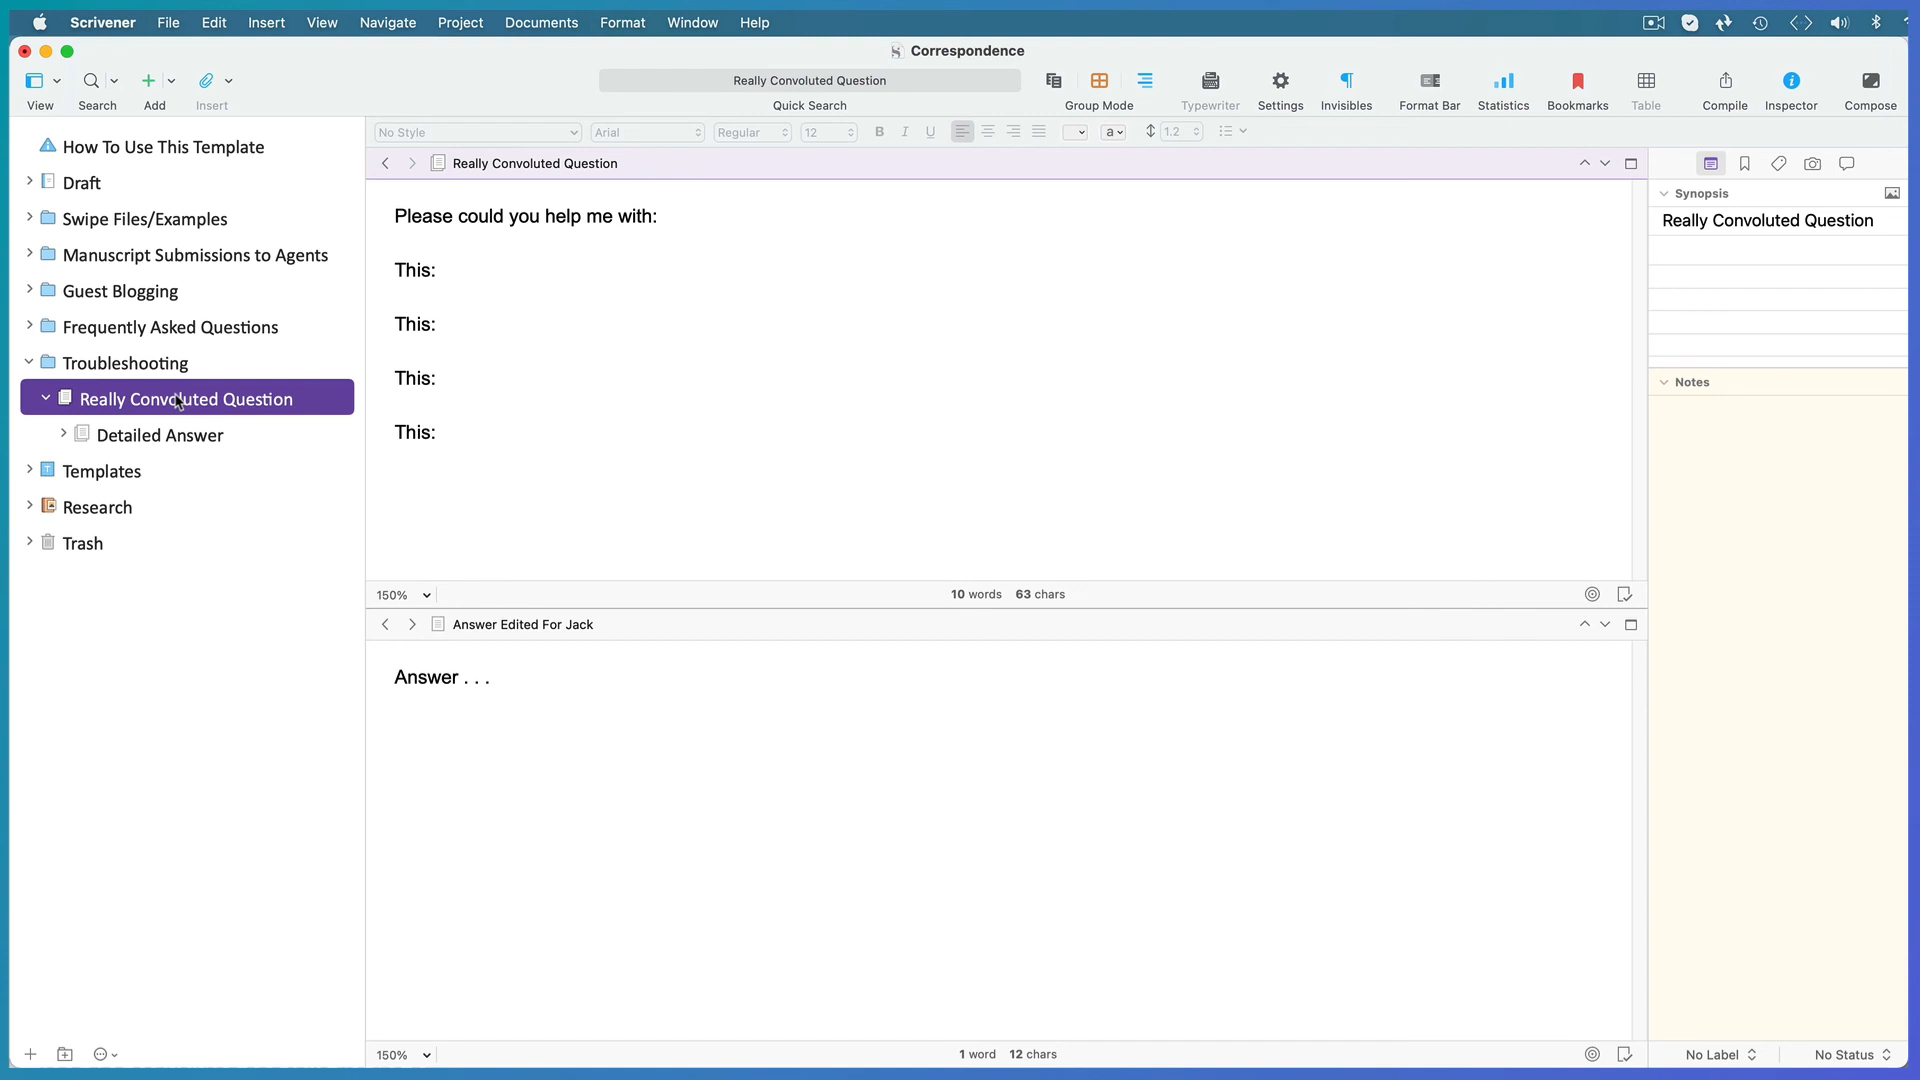 Scrivener File Edit Insert View Navigate Project Documents Format Window Help
Correspondence
Really Convoluted Question
View Search Add Insert Quick Search Group Mode Typewriter Settings Invisibles Format Bar Statistics Bookmarks Table Compile Inspector Compose
No Style Arial Regular 12 B I U a 1.2
How To Use This Template
Draft
Swipe Files/Examples
Manuscript Submissions to Agents
Guest Blogging
Frequently Asked Questions
Troubleshooting
Really Convoluted Question
Detailed Answer
Templates
Research
Trash
Really Convoluted Question
Please could you help me with:
This:
This:
This:
This:
150% 10 words 63 chars
Answer Edited For Jack
Answer . . .
150% 1 word 12 chars
Synopsis
Really Convoluted Question
Notes
No Label No Status